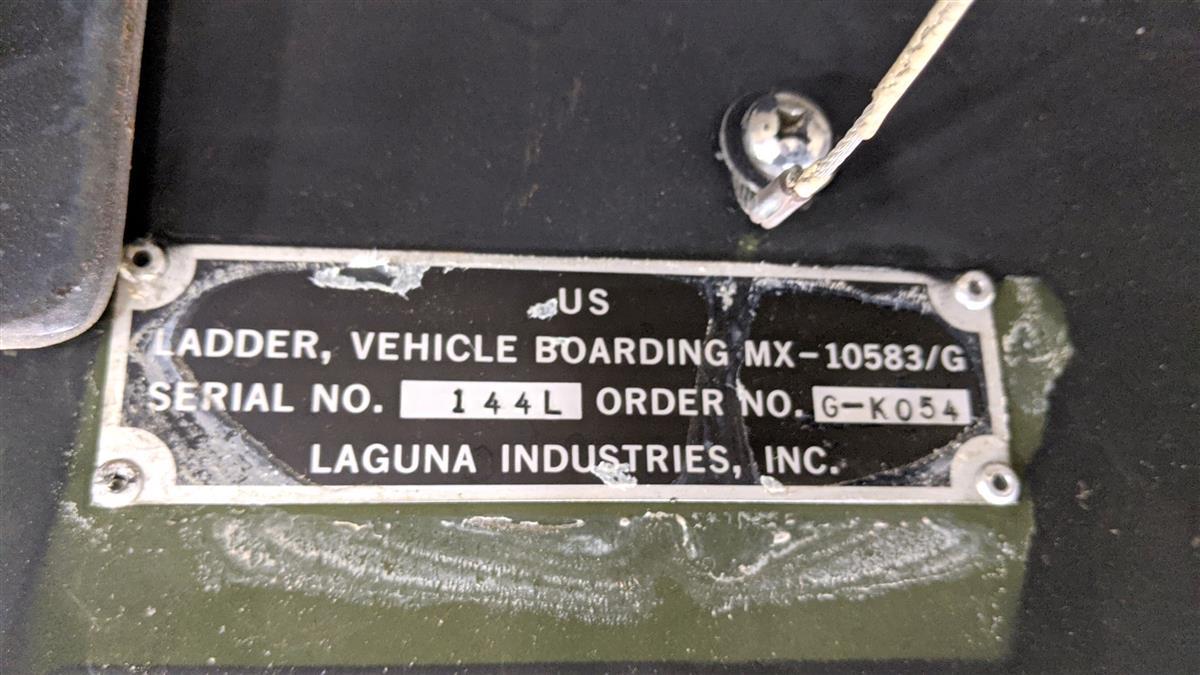 US
LADDER, VEHICLE BOARDING MX-10583/G
SERIAL NO. 144L ORDER NO. G-K054
LAGUNA INDUSTRIES, INC.